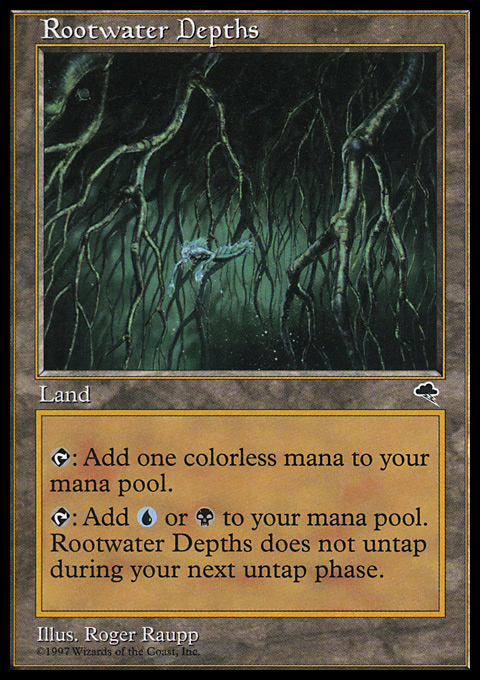 Rootwater Depths
Land
: Add one colorless mana to your
mana pool.
: Add or to your mana pool.
Rootwater Depths does not untap
during your next untap phase.
Illus. Roger Raupp
©1997 Wizards of the Coast, Inc.